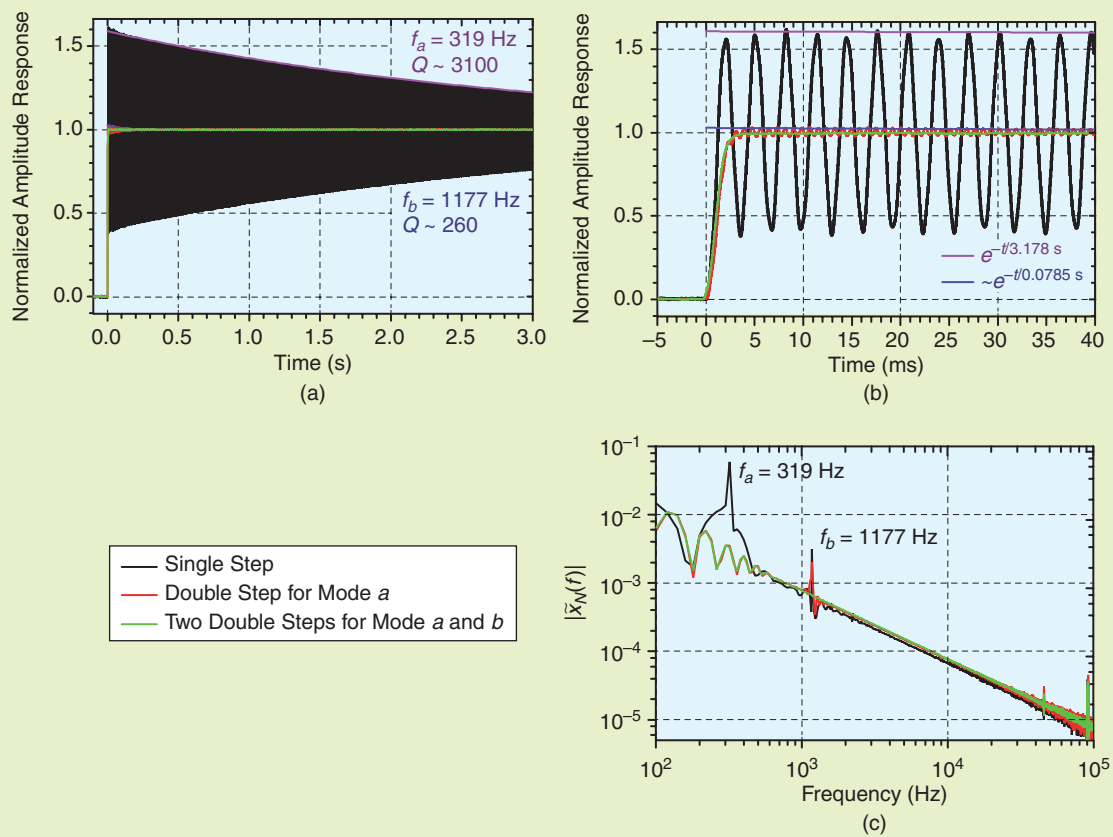 Normalized Amplitude Response
1.5
1.0
0.5
0.0
f_a = 319 Hz
Q ~ 3100
f_b = 1177 Hz
Q ~ 260
0.0 0.5 1.0 1.5 2.0 2.5 3.0
Time (s)
(a)
Normalized Amplitude Response
1.5
1.0
0.5
0.0
e^{–t/3.178 s}
~e^{–t/0.0785 s}
–5 0 5 10 15 20 25 30 35 40
Time (ms)
(b)
Single Step
Double Step for Mode a
Two Double Steps for Mode a and b
|x̃_N(f)|
10^{–1}
10^{–2}
10^{–3}
10^{–4}
10^{–5}
f_a = 319 Hz
f_b = 1177 Hz
10^2 10^3 10^4 10^5
Frequency (Hz)
(c)